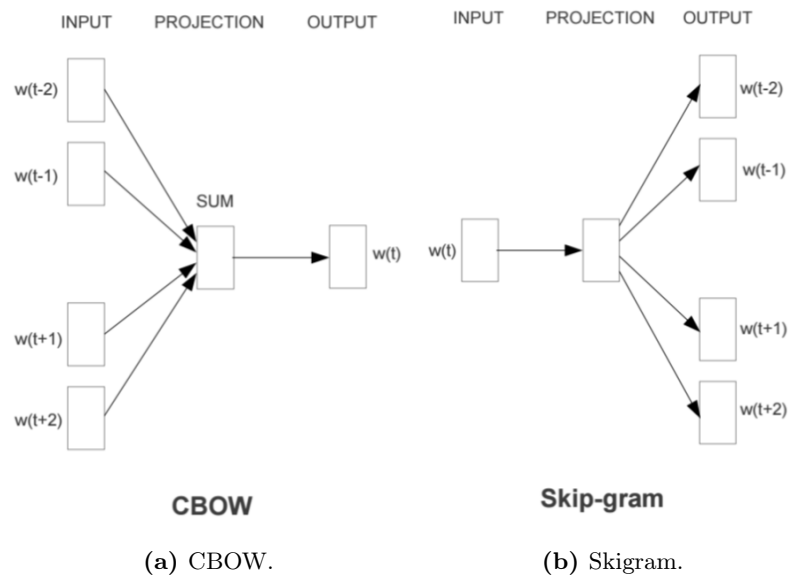 INPUT PROJECTION OUTPUT
w(t-2)
w(t-1)
SUM
w(t)
w(t+1)
w(t+2)
CBOW
(a) CBOW.
INPUT PROJECTION OUTPUT
w(t-2)
w(t-1)
w(t)
w(t+1)
w(t+2)
Skip-gram
(b) Skigram.